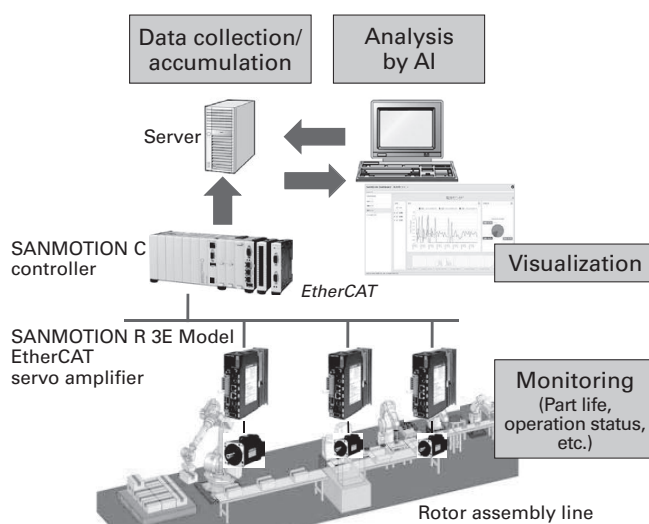 Data collection/
accumulation
Analysis
by AI
Server
SANMOTION C
controller
EtherCAT
Visualization
SANMOTION R 3E Model
EtherCAT
servo amplifier
Monitoring
(Part life,
operation status,
etc.)
Rotor assembly line